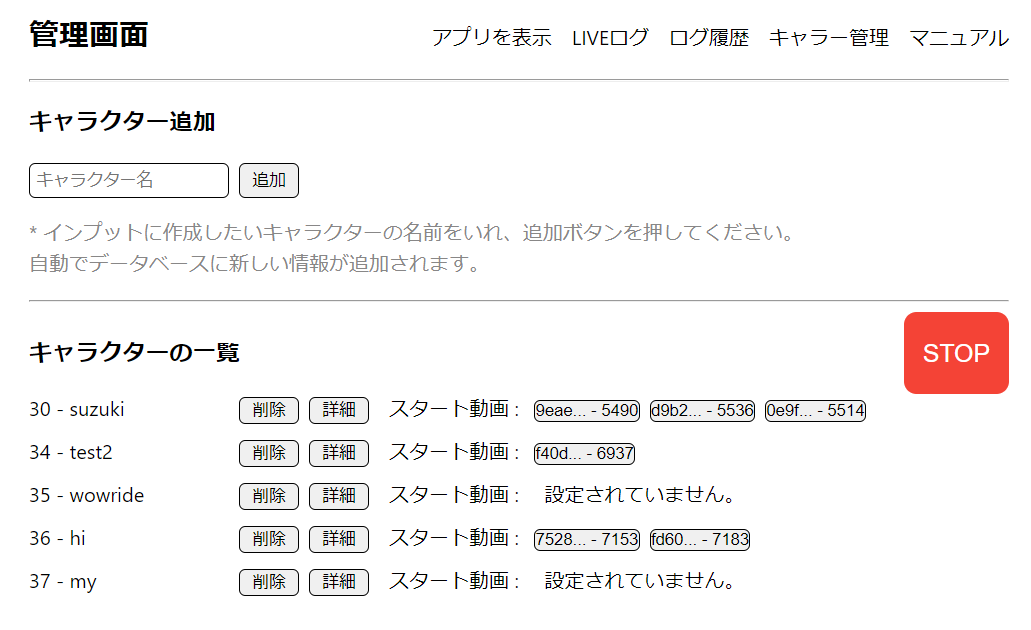 管理画面 アプリを表示 LIVEログ ログ履歴 キャラー管理 マニュアル
キャラクター追加
キャラクター名 追加
* インプットに作成したいキャラクターの名前をいれ、追加ボタンを押してください。
自動でデータベースに新しい情報が追加されます。
キャラクターの一覧 STOP
30 - suzuki 削除 詳細 スタート動画： 9eae... - 5490 d9b2... - 5536 0e9f... - 5514
34 - test2 削除 詳細 スタート動画： f40d... - 6937
35 - wowride 削除 詳細 スタート動画： 設定されていません。
36 - hi 削除 詳細 スタート動画： 7528... - 7153 fd60... - 7183
37 - my 削除 詳細 スタート動画： 設定されていません。